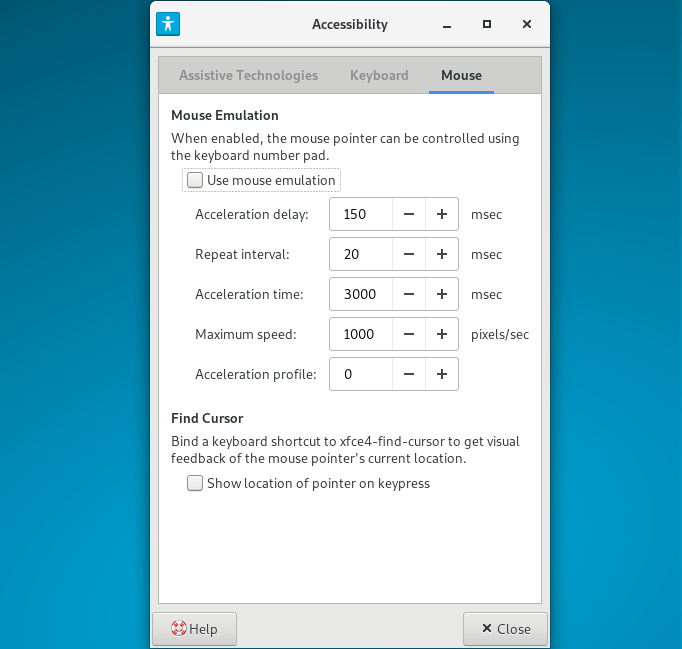 Accessibility
Assistive Technologies Keyboard Mouse
Mouse Emulation
When enabled, the mouse pointer can be controlled using
the keyboard number pad.
Use mouse emulation
Acceleration delay: 150 − + msec
Repeat interval: 20 − + msec
Acceleration time: 3000 − + msec
Maximum speed: 1000 − + pixels/sec
Acceleration profile: 0 − +
Find Cursor
Bind a keyboard shortcut to xfce4-find-cursor to get visual
feedback of the mouse pointer's current location.
Show location of pointer on keypress
Help Close